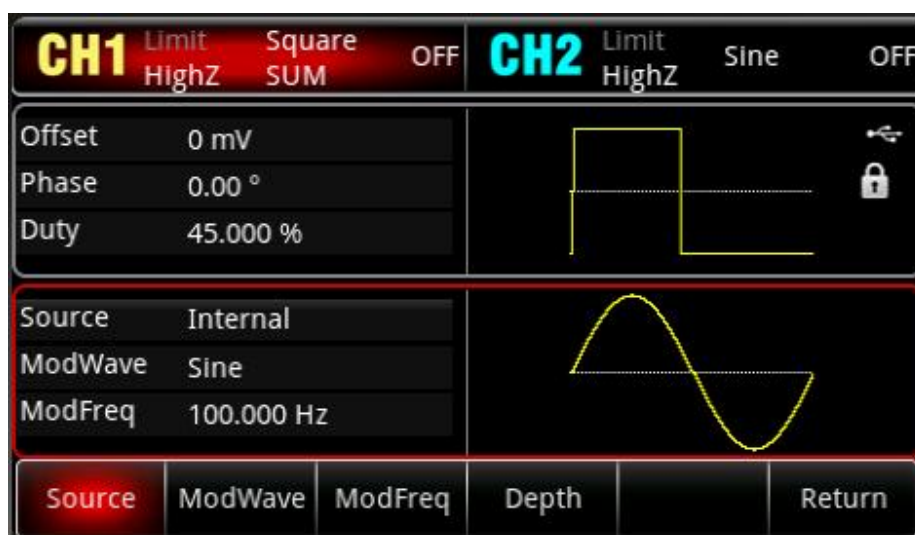 CH1 Limit Square OFF CH2 Limit Sine OFF
HighZ SUM HighZ
Offset 0 mV
Phase 0.00 °
Duty 45.000 %
Source Internal
ModWave Sine
ModFreq 100.000 Hz
Source ModWave ModFreq Depth Return